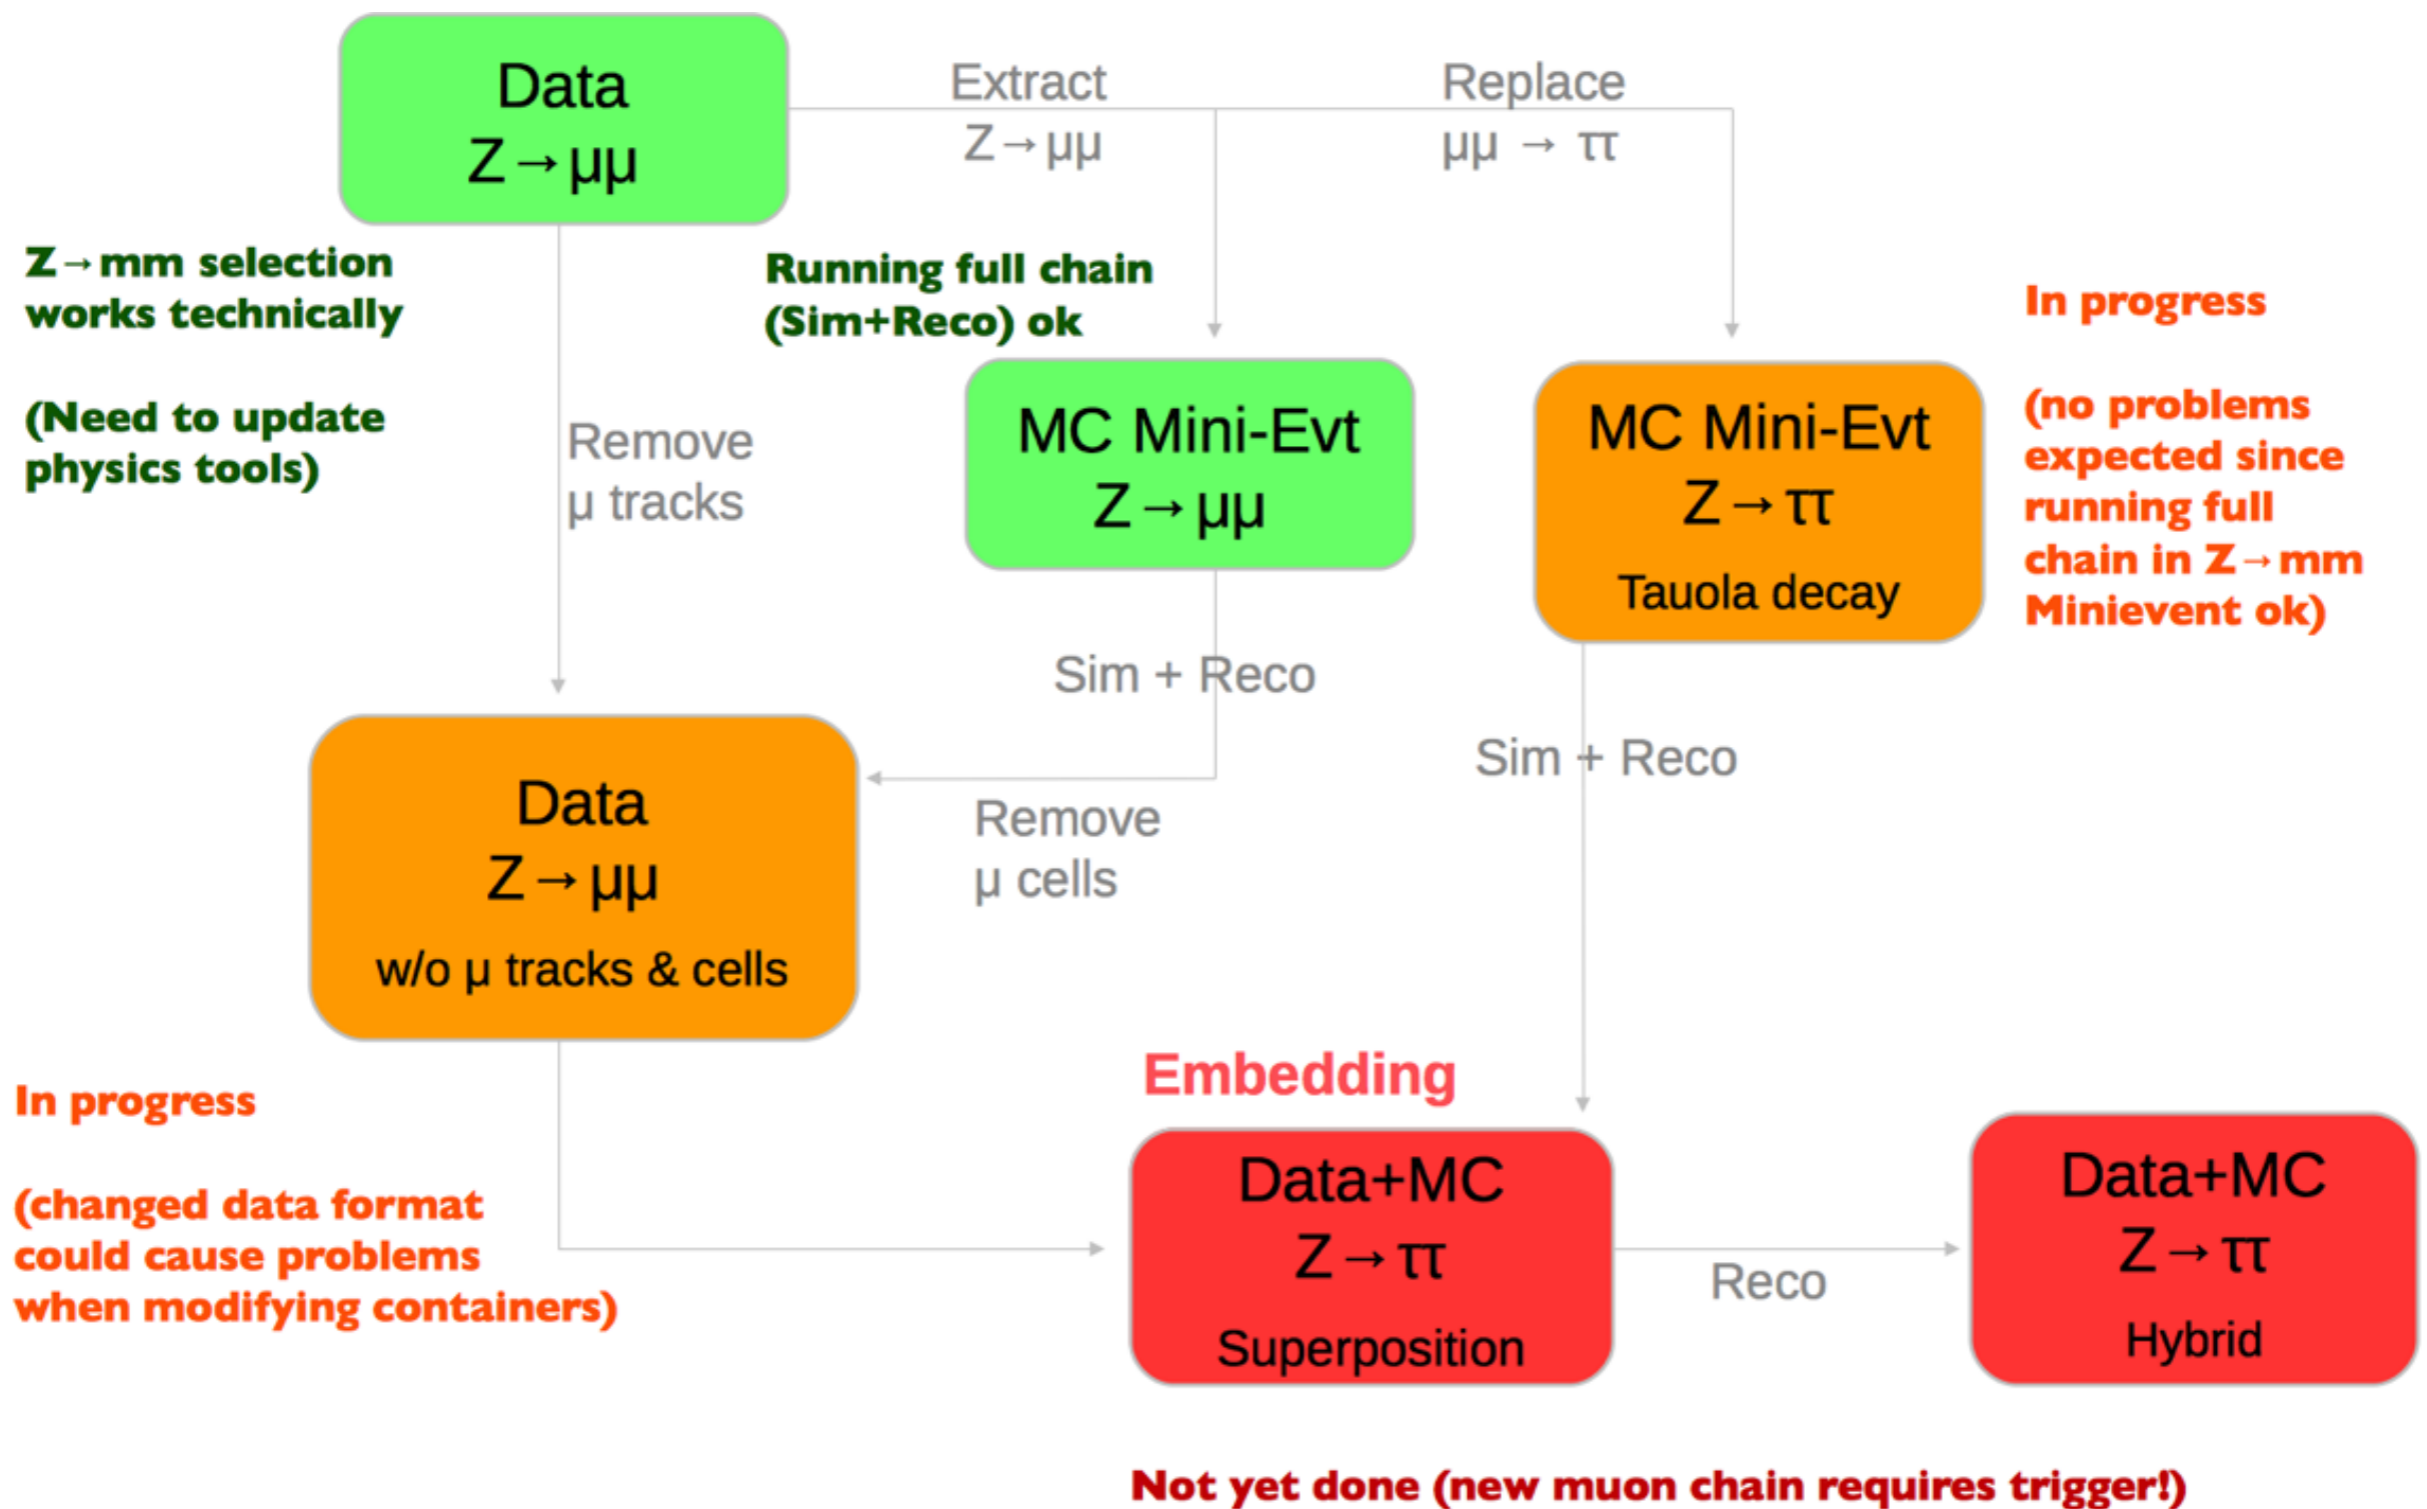 Data
Z→μμ
Extract
Z→μμ
Replace
μμ → ττ
Z→mm selection
works technically
(Need to update
physics tools)
Running full chain
(Sim+Reco) ok
In progress
(no problems
expected since
running full
chain in Z→mm
Minievent ok)
Remove
μ tracks
MC Mini-Evt
Z→μμ
MC Mini-Evt
Z→ττ
Tauola decay
Sim + Reco
Sim + Reco
Remove
μ cells
Data
Z→μμ
w/o μ tracks & cells
In progress
(changed data format
could cause problems
when modifying containers)
Embedding
Data+MC
Z→ττ
Superposition
Reco
Data+MC
Z→ττ
Hybrid
Not yet done (new muon chain requires trigger!)